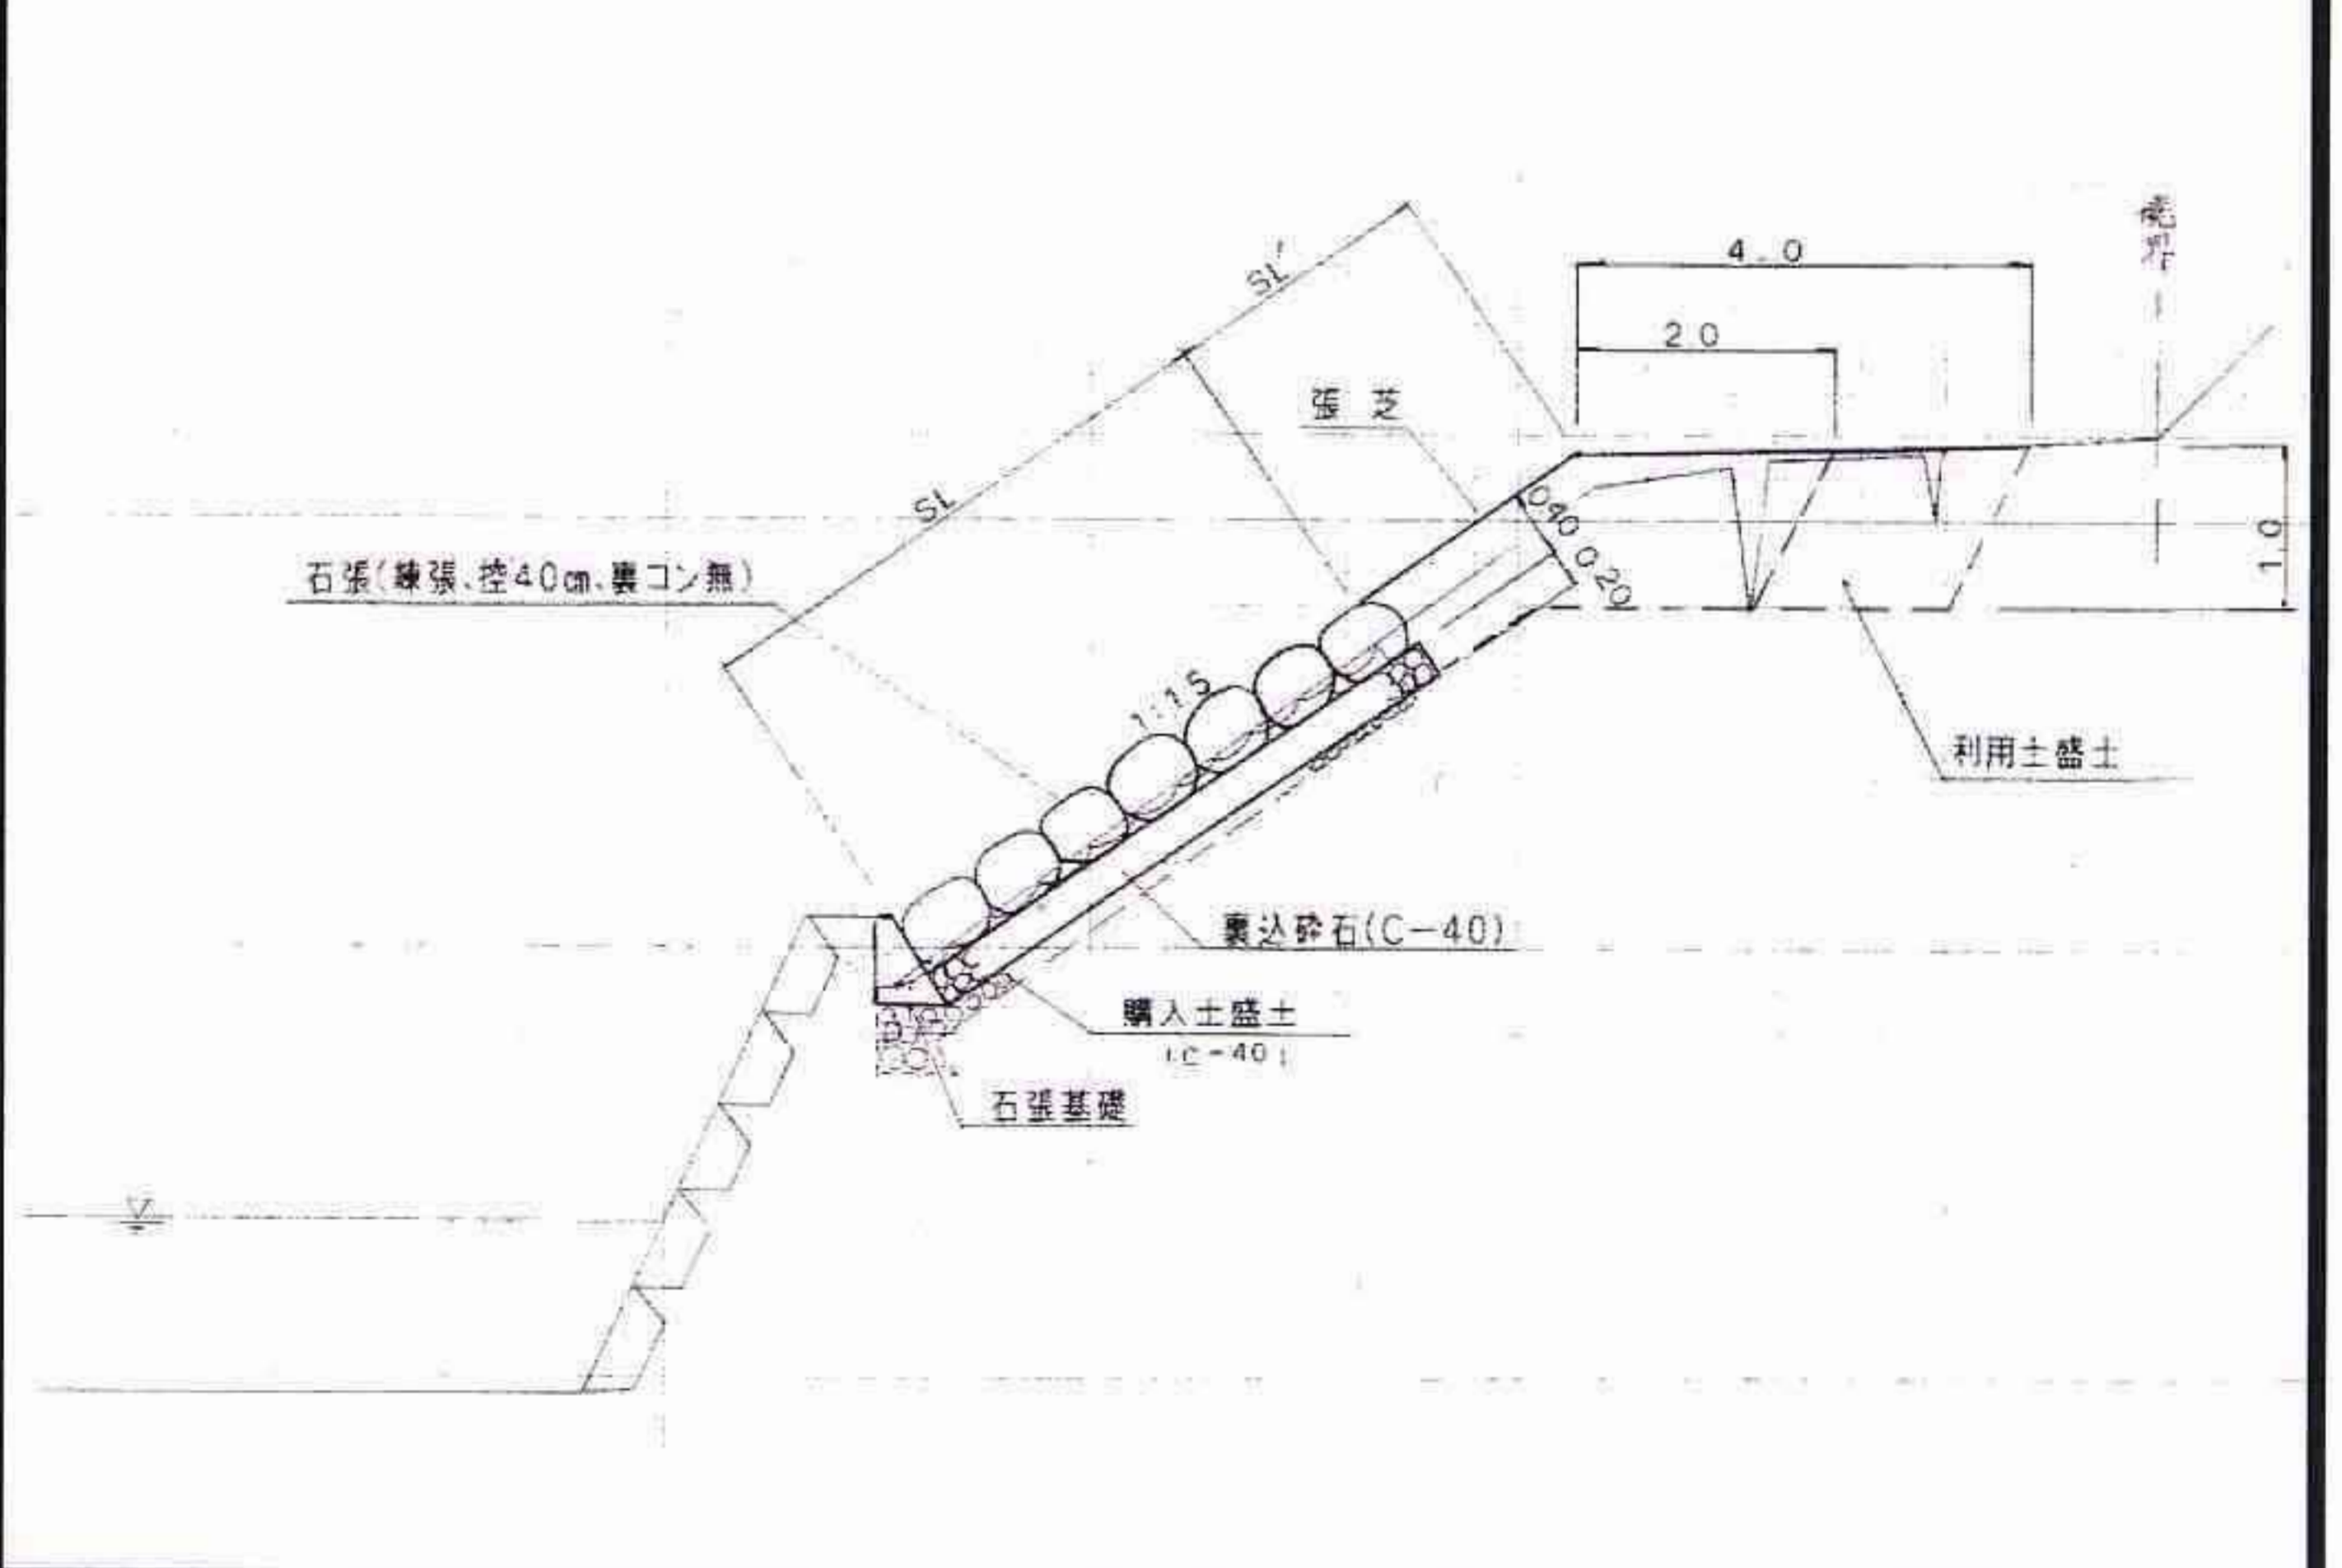 境界
4.0
SL'
2.0
張 芝
SL
0.40
0.20
1.0
石張(練張、控40㎝、裏コン無)
1:1.5
利用土盛土
裏込砕石(C-40)
購入土盛土
(C-40)
石張基礎